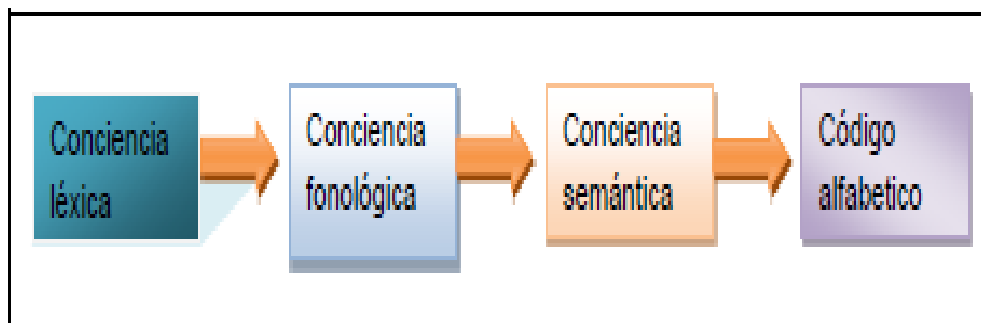 Conciencia
léxica
Conciencia
fonológica
Conciencia
semántica
Código
alfabetico